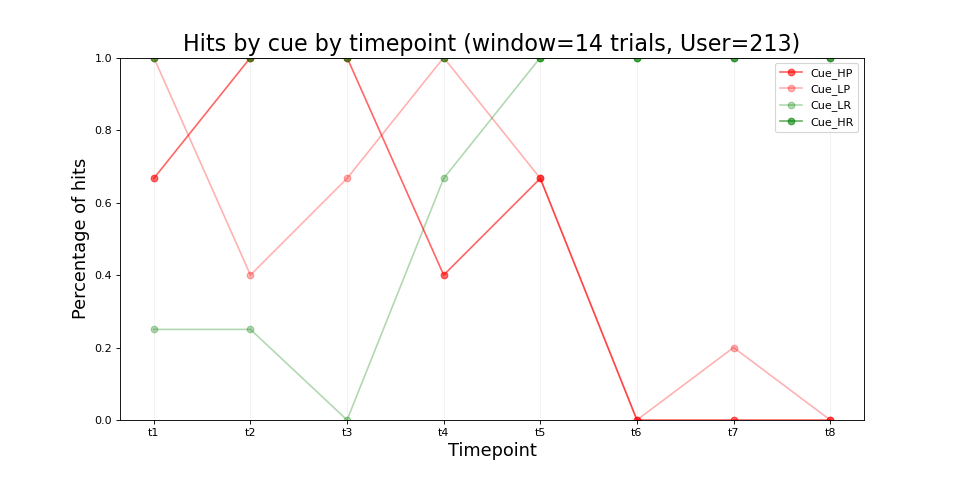 Hits by cue by timepoint (window=14 trials, User=213)
1.0
0.8
0.6
0.4
0.2
0.0
Percentage of hits
Cue_HP
Cue_LP
Cue_LR
Cue_HR
t1 t2 t3 t4 t5 t6 t7 t8
Timepoint